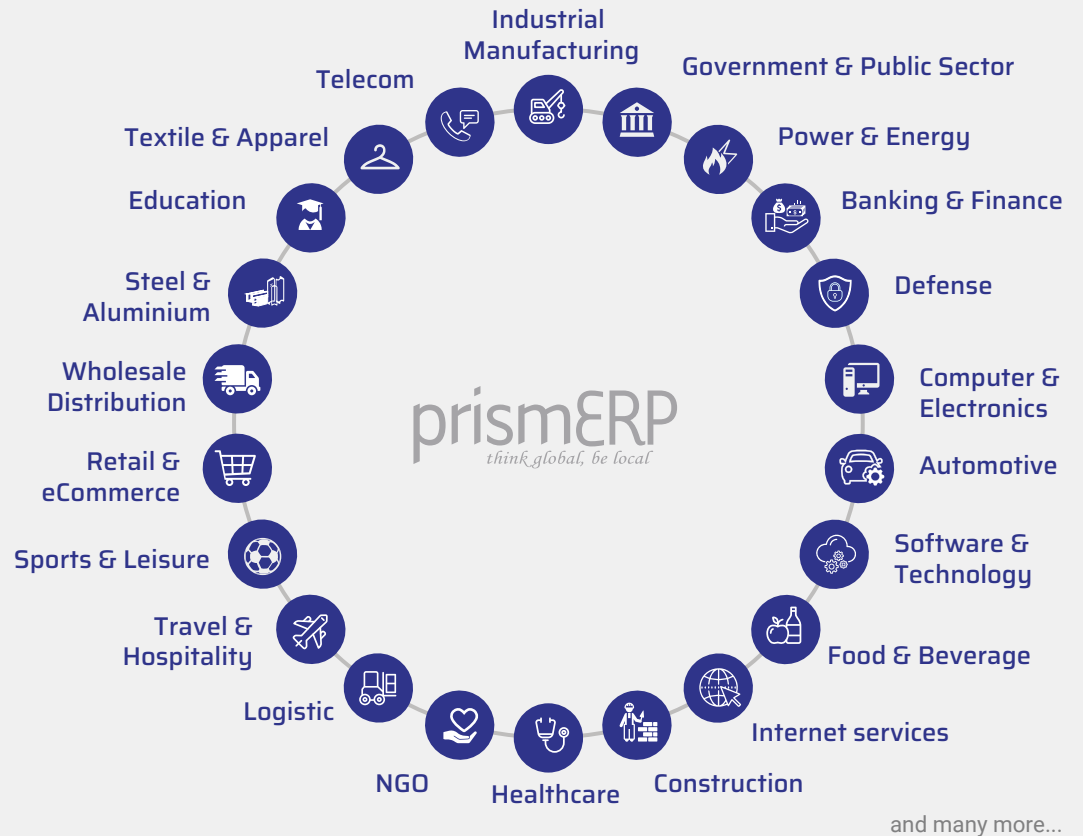 Industrial
Manufacturing
Government & Public Sector
Power & Energy
Banking & Finance
Defense
Computer &
Electronics
Automotive
Software &
Technology
Food & Beverage
Internet services
Construction
Healthcare
NGO
Logistic
Travel &
Hospitality
Sports & Leisure
Retail &
eCommerce
Wholesale
Distribution
Steel &
Aluminium
Education
Textile & Apparel
Telecom
prismERP
think global, be local
and many more...